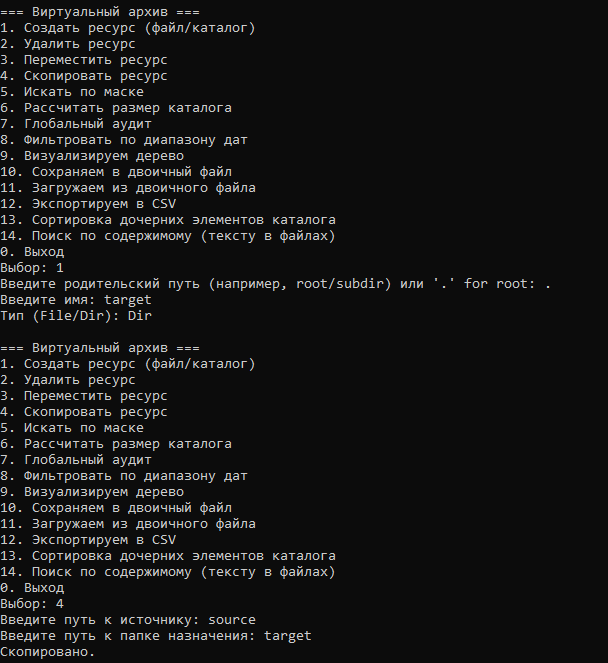 === Виртуальный архив ===
1. Создать ресурс (файл/каталог)
2. Удалить ресурс
3. Переместить ресурс
4. Скопировать ресурс
5. Искать по маске
6. Рассчитать размер каталога
7. Глобальный аудит
8. Фильтровать по диапазону дат
9. Визуализируем дерево
10. Сохраняем в двоичный файл
11. Загружаем из двоичного файла
12. Экспортируем в CSV
13. Сортировка дочерних элементов каталога
14. Поиск по содержимому (тексту в файлах)
0. Выход
Выбор: 1
Введите родительский путь (например, root/subdir) или '.' for root: .
Введите имя: target
Тип (File/Dir): Dir

=== Виртуальный архив ===
1. Создать ресурс (файл/каталог)
2. Удалить ресурс
3. Переместить ресурс
4. Скопировать ресурс
5. Искать по маске
6. Рассчитать размер каталога
7. Глобальный аудит
8. Фильтровать по диапазону дат
9. Визуализируем дерево
10. Сохраняем в двоичный файл
11. Загружаем из двоичного файла
12. Экспортируем в CSV
13. Сортировка дочерних элементов каталога
14. Поиск по содержимому (тексту в файлах)
0. Выход
Выбор: 4
Введите путь к источнику: source
Введите путь к папке назначения: target
Скопировано.